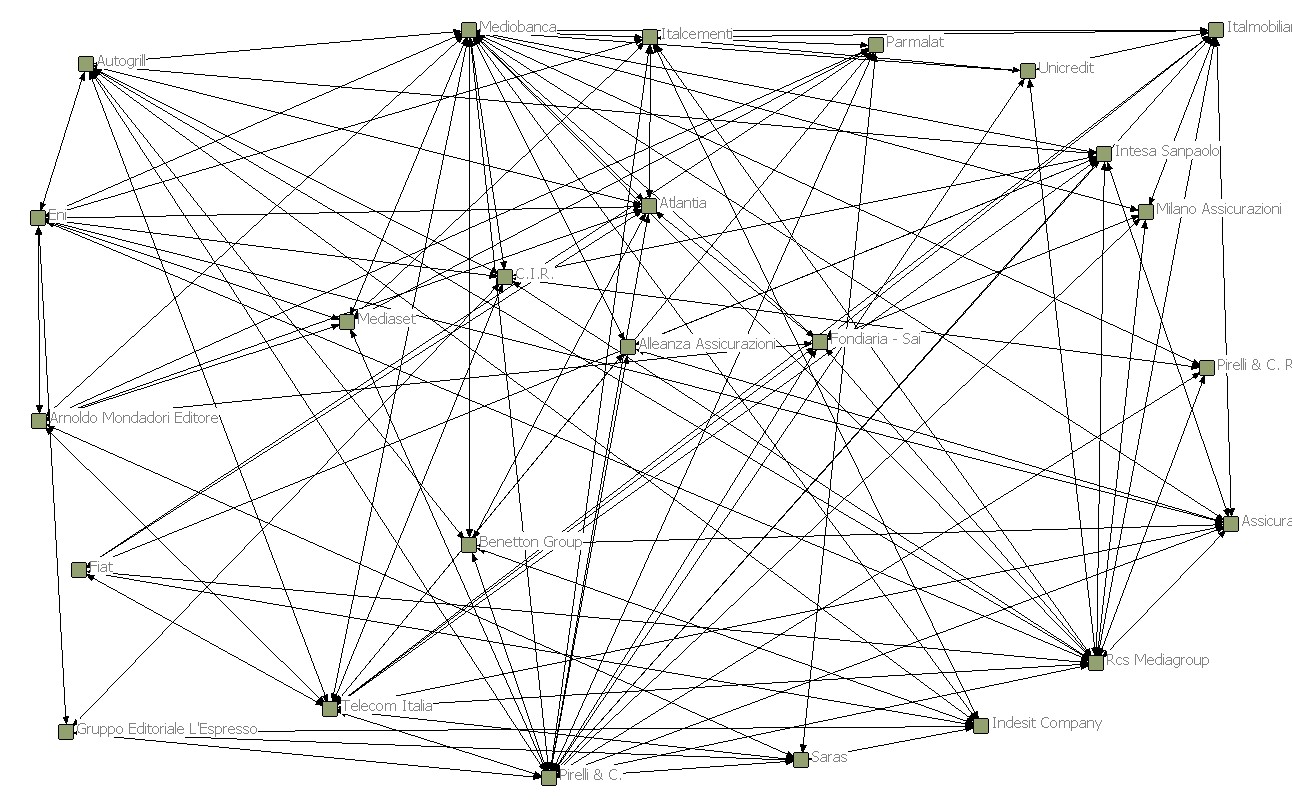 Mediobanca
Italcementi
Italmobiliar
Parmalat
Autogrill
Unicredit
Intesa Sanpaolo
Atlantia
Milano Assicurazioni
Eni
C.I.R.
Mediaset
Alleanza Assicurazioni
Fondiaria - Sai
Pirelli & C. R
Arnoldo Mondadori Editore
Assicura
Benetton Group
Fiat
Rcs Mediagroup
Telecom Italia
Indesit Company
Gruppo Editoriale L'Espresso
Saras
Pirelli & C.